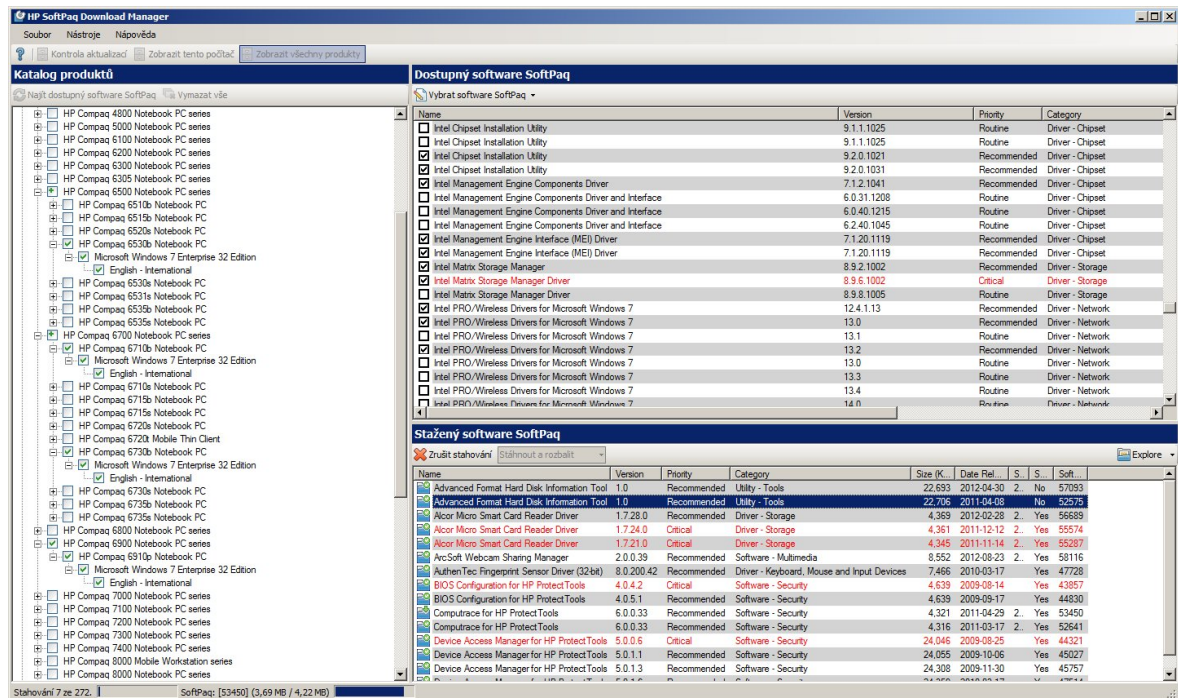 HP SoftPaq Download Manager
Soubor Nástroje Nápověda
Kontrola aktualizací Zobrazit tento počítač Zobrazit všechny produkty
Katalog produktů
Najít dostupný software SoftPaq Vymazat vše
HP Compaq 4800 Notebook PC series
HP Compaq 5000 Notebook PC series
HP Compaq 6100 Notebook PC series
HP Compaq 6200 Notebook PC series
HP Compaq 6300 Notebook PC series
HP Compaq 6305 Notebook PC series
HP Compaq 6500 Notebook PC series
HP Compaq 6510b Notebook PC
HP Compaq 6515b Notebook PC
HP Compaq 6520s Notebook PC
HP Compaq 6530b Notebook PC
Microsoft Windows 7 Enterprise 32 Edition
English - International
HP Compaq 6530s Notebook PC
HP Compaq 6531s Notebook PC
HP Compaq 6535b Notebook PC
HP Compaq 6535s Notebook PC
HP Compaq 6700 Notebook PC series
HP Compaq 6710b Notebook PC
Microsoft Windows 7 Enterprise 32 Edition
English - International
HP Compaq 6710s Notebook PC
HP Compaq 6715b Notebook PC
HP Compaq 6715s Notebook PC
HP Compaq 6720s Notebook PC
HP Compaq 6720t Mobile Thin Client
HP Compaq 6730b Notebook PC
Microsoft Windows 7 Enterprise 32 Edition
English - International
HP Compaq 6730s Notebook PC
HP Compaq 6735b Notebook PC
HP Compaq 6735s Notebook PC
HP Compaq 6800 Notebook PC series
HP Compaq 6900 Notebook PC series
HP Compaq 6910p Notebook PC
Microsoft Windows 7 Enterprise 32 Edition
English - International
HP Compaq 7000 Notebook PC series
HP Compaq 7100 Notebook PC series
HP Compaq 7200 Notebook PC series
HP Compaq 7300 Notebook PC series
HP Compaq 7400 Notebook PC series
HP Compaq 8000 Mobile Workstation series
HP Compaq 8000 Notebook PC series
Dostupný software SoftPaq
Vybrat software SoftPaq
Name Version Priority Category
Intel Chipset Installation Utility 9.1.1.1025 Routine Driver - Chipset
Intel Chipset Installation Utility 9.1.1.1025 Routine Driver - Chipset
Intel Chipset Installation Utility 9.2.0.1021 Recommended Driver - Chipset
Intel Chipset Installation Utility 9.2.0.1031 Recommended Driver - Chipset
Intel Management Engine Components Driver 7.1.2.1041 Recommended Driver - Chipset
Intel Management Engine Components Driver and Interface 6.0.31.1208 Routine Driver - Chipset
Intel Management Engine Components Driver and Interface 6.0.40.1215 Routine Driver - Chipset
Intel Management Engine Components Driver and Interface 6.2.40.1045 Routine Driver - Chipset
Intel Management Engine Interface (MEI) Driver 7.1.20.1119 Recommended Driver - Chipset
Intel Management Engine Interface (MEI) Driver 7.1.20.1119 Recommended Driver - Chipset
Intel Matrix Storage Manager 8.9.2.1002 Recommended Driver - Storage
Intel Matrix Storage Manager Driver 8.9.6.1002 Critical Driver - Storage
Intel Matrix Storage Manager Driver 8.9.8.1005 Routine Driver - Storage
Intel PRO/Wireless Drivers for Microsoft Windows 7 12.4.1.13 Recommended Driver - Network
Intel PRO/Wireless Drivers for Microsoft Windows 7 13.0 Recommended Driver - Network
Intel PRO/Wireless Drivers for Microsoft Windows 7 13.1 Routine Driver - Network
Intel PRO/Wireless Drivers for Microsoft Windows 7 13.2 Recommended Driver - Network
Intel PRO/Wireless Drivers for Microsoft Windows 7 13.0 Routine Driver - Network
Intel PRO/Wireless Drivers for Microsoft Windows 7 13.3 Routine Driver - Network
Intel PRO/Wireless Drivers for Microsoft Windows 7 13.4 Routine Driver - Network
Intel PRO/Wireless Drivers for Microsoft Windows 7 14.0 Routine Driver - Network
Stažený software SoftPaq
Zrušit stahování Stáhnout a rozbalit Explore
Name Version Priority Category Size (K... Date Rel... S.. S... Soft...
Advanced Format Hard Disk Information Tool 1.0 Recommended Utility - Tools 22,693 2012-04-30 2.. No 57093
Advanced Format Hard Disk Information Tool 1.0 Recommended Utility - Tools 22,706 2011-04-08 No 52575
Alcor Micro Smart Card Reader Driver 1.7.28.0 Recommended Driver - Storage 4,369 2012-02-28 2.. Yes 56689
Alcor Micro Smart Card Reader Driver 1.7.24.0 Critical Driver - Storage 4,361 2011-12-12 2.. Yes 55574
Alcor Micro Smart Card Reader Driver 1.7.21.0 Critical Driver - Storage 4,345 2011-11-14 2.. Yes 55287
ArcSoft Webcam Sharing Manager 2.0.0.39 Recommended Software - Multimedia 8,552 2012-08-23 2.. Yes 58116
AuthenTec Fingerprint Sensor Driver (32-bit) 8.0.200.42 Recommended Driver - Keyboard, Mouse and Input Devices 7,466 2010-03-17 Yes 47728
BIOS Configuration for HP ProtectTools 4.0.4.2 Critical Software - Security 4,639 2009-08-14 Yes 43857
BIOS Configuration for HP ProtectTools 4.0.5.1 Recommended Software - Security 4,639 2009-09-17 Yes 44830
Computrace for HP ProtectTools 6.0.0.33 Recommended Software - Security 4,321 2011-04-29 2.. Yes 53450
Computrace for HP ProtectTools 6.0.0.33 Recommended Software - Security 4,316 2011-03-17 2.. Yes 52641
Device Access Manager for HP ProtectTools 5.0.0.6 Critical Software - Security 24,046 2009-08-25 Yes 44321
Device Access Manager for HP ProtectTools 5.0.1.1 Recommended Software - Security 24,055 2009-10-06 Yes 45027
Device Access Manager for HP ProtectTools 5.0.1.3 Recommended Software - Security 24,308 2009-11-30 Yes 45757
Stahování 7 ze 272. SoftPaq: [53450] (3,69 MB / 4,22 MB)